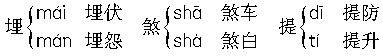 埋{mái 埋伏 煞{shā 煞车 提{dī 提防
mán 埋怨 shà 煞白 tí 提升